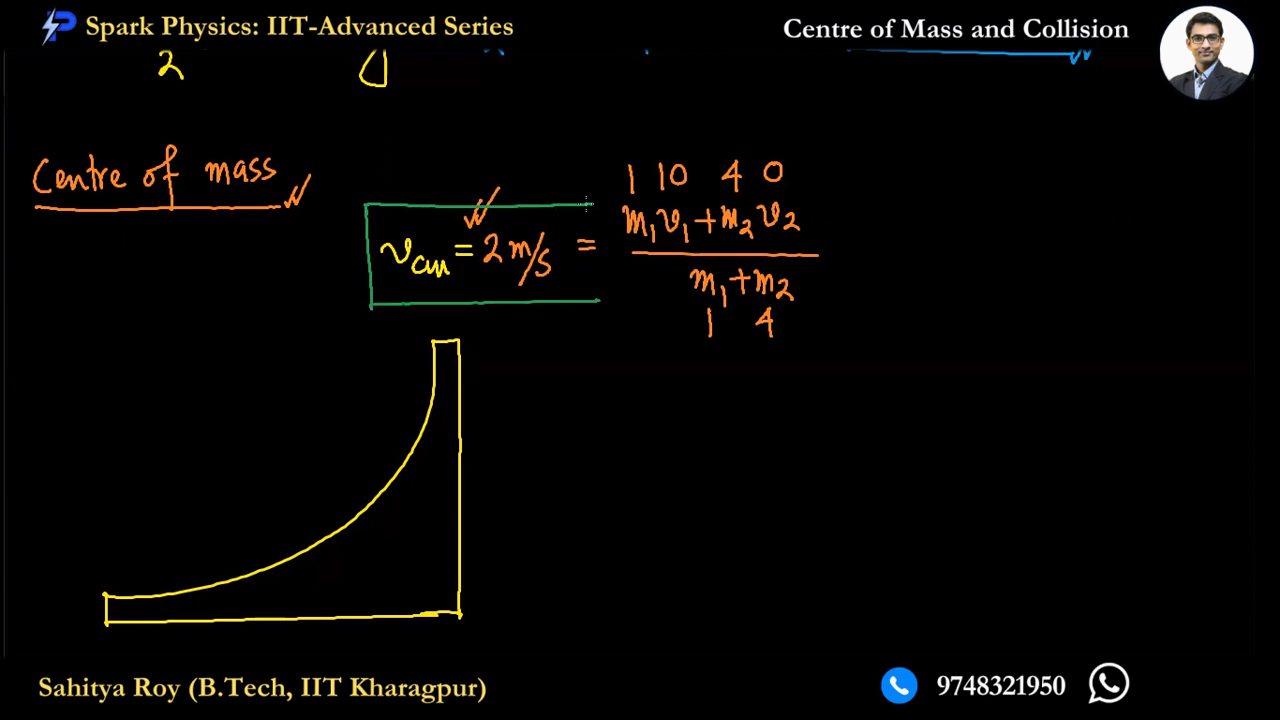 Spark Physics: IIT-Advanced Series
Centre of Mass and Collision
2
Centre of mass
1 10 4 0
v_cm = 2 m/s = (m₁v₁ + m₂v₂) / (m₁ + m₂)
1 4
Sahitya Roy (B.Tech, IIT Kharagpur)
9748321950